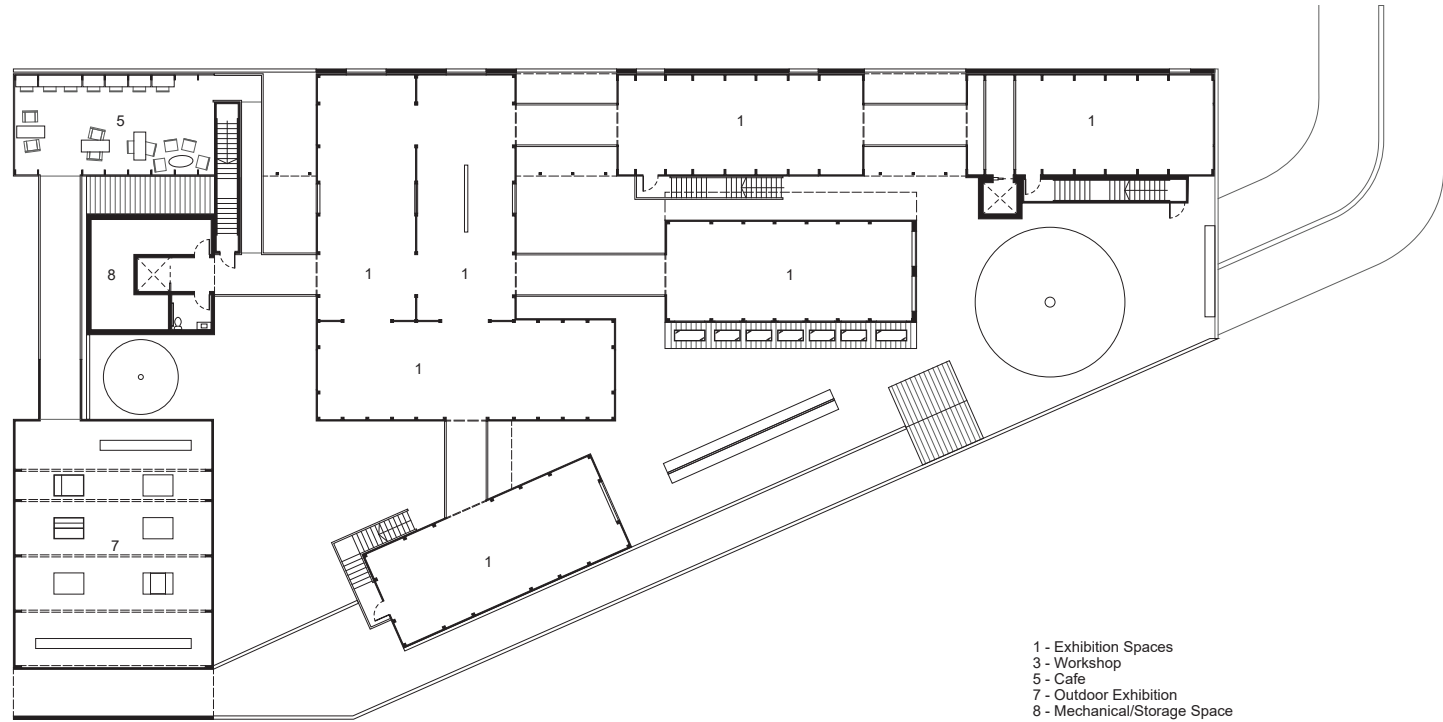 5
1
1
8
1
1
1
1
7
1
1 - Exhibition Spaces
3 - Workshop
5 - Cafe
7 - Outdoor Exhibition
8 - Mechanical/Storage Space